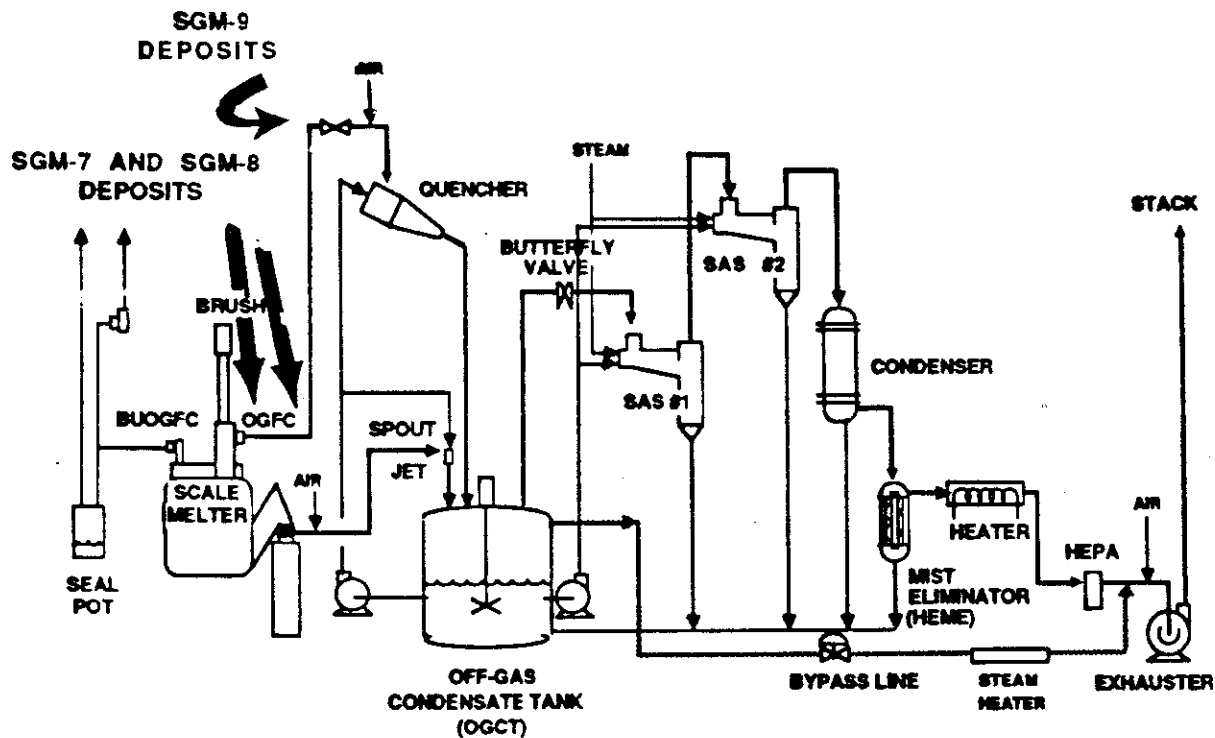 SGM-9
DEPOSITS
AIR
SGM-7 AND SGM-8
DEPOSITS
STEAM
QUENCHER
STACK
BUTTERFLY
VALVE
SAS #2
BRUSH
CONDENSER
BUOGFC
OGFC
SAS #1
SPOUT
JET
SCALE
MELTER
AIR
HEATER
AIR
HEPA
SEAL
POT
MIST
ELIMINATOR
(HEME)
OFF-GAS
CONDENSATE TANK
(OGCT)
BYPASS LINE
STEAM
HEATER
EXHAUSTER